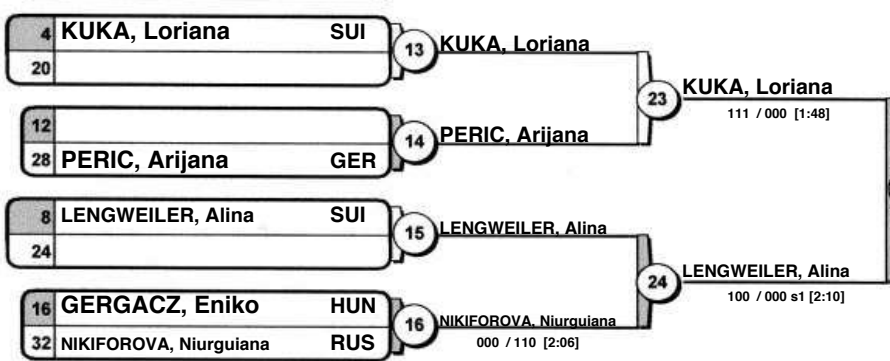 4 KUKA, Loriana SUI
20
13 KUKA, Loriana
12
28 PERIC, Arijana GER
14 PERIC, Arijana
23 KUKA, Loriana
111 / 000 [1:48]
8 LENGWEILER, Alina SUI
24
15 LENGWEILER, Alina
16 GERGACZ, Eniko HUN
32 NIKIFOROVA, Niurguiana RUS
16 NIKIFOROVA, Niurguiana
000 / 110 [2:06]
24 LENGWEILER, Alina
100 / 000 s1 [2:10]